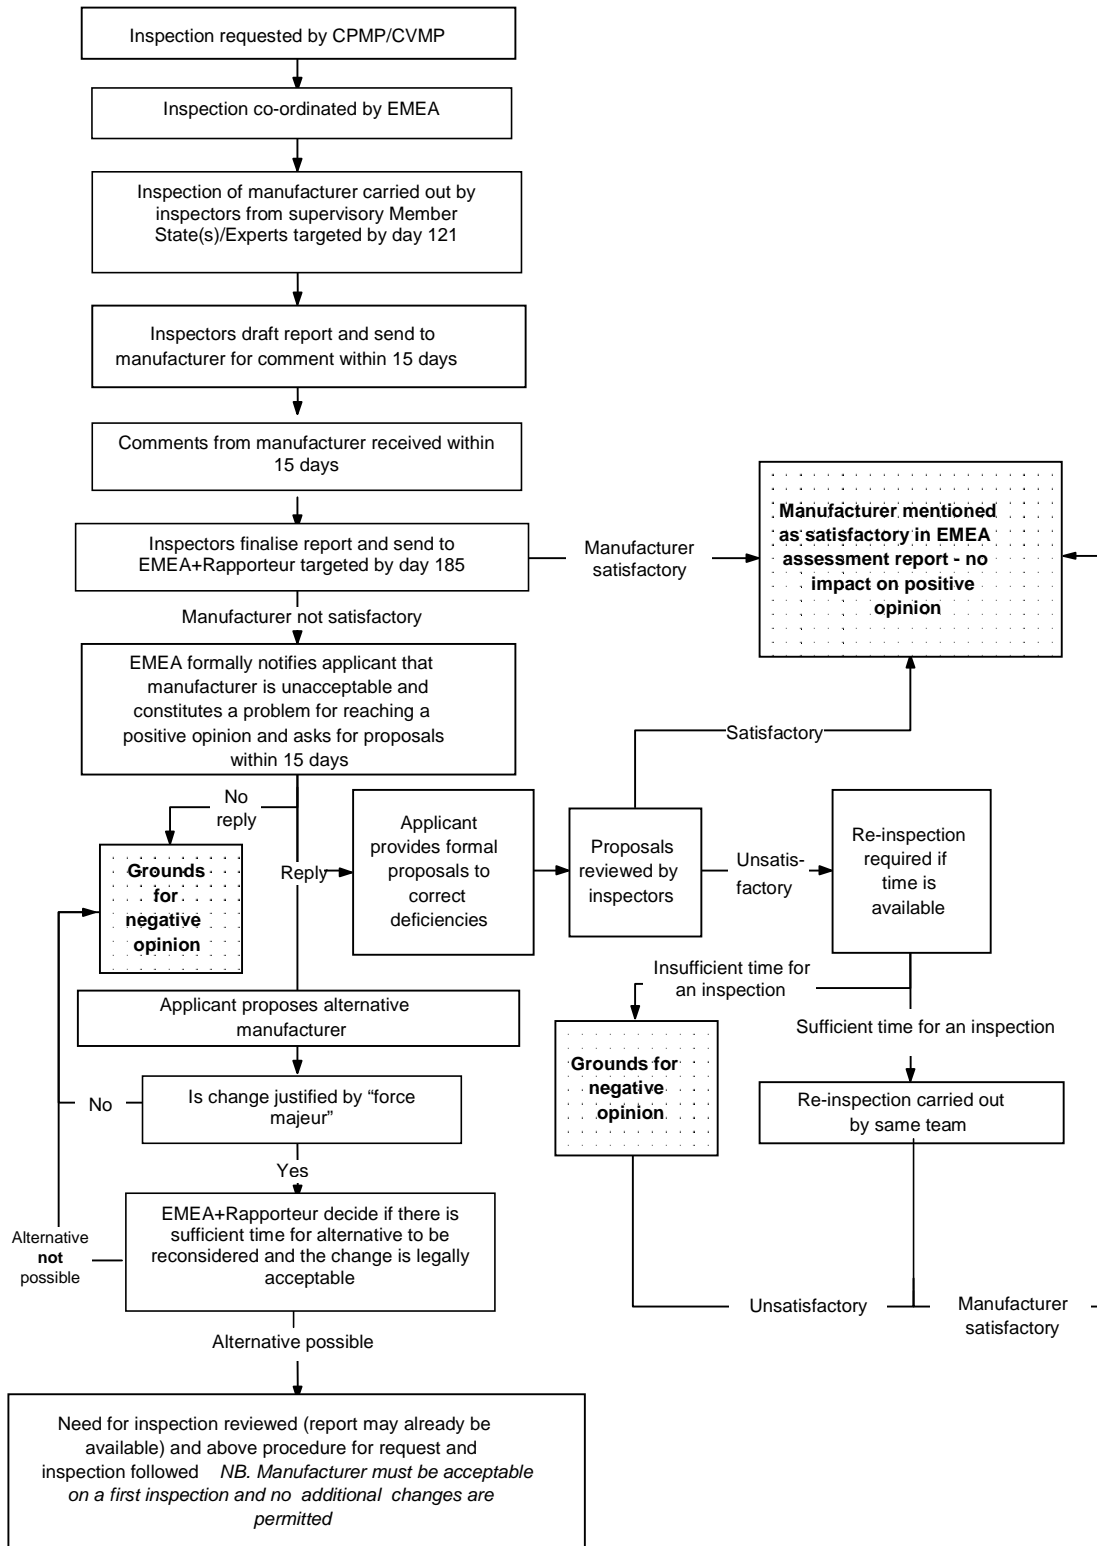 Inspection requested by CPMP/CVMP
Inspection co-ordinated by EMEA
Inspection of manufacturer carried out by
inspectors from supervisory Member
State(s)/Experts targeted by day 121
Inspectors draft report and send to
manufacturer for comment within 15 days
Comments from manufacturer received within
15 days
Inspectors finalise report and send to
EMEA+Rapporteur targeted by day 185
Manufacturer
satisfactory
Manufacturer mentioned
as satisfactory in EMEA
assessment report - no
impact on positive
opinion
Manufacturer not satisfactory
EMEA formally notifies applicant that
manufacturer is unacceptable and
constitutes a problem for reaching a
positive opinion and asks for proposals
within 15 days
Satisfactory
No
reply
Reply
Grounds
for
negative
opinion
Applicant
provides formal
proposals to
correct
deficiencies
Proposals
reviewed by
inspectors
Unsatis-
factory
Re-inspection
required if
time is
available
Insufficient time for
an inspection
Sufficient time for an inspection
Grounds for
negative
opinion
Re-inspection carried out
by same team
Applicant proposes alternative
manufacturer
No
Is change justified by “force
majeur”
Yes
EMEA+Rapporteur decide if there is
sufficient time for alternative to be
reconsidered and the change is legally
acceptable
Alternative
not
possible
Unsatisfactory
Manufacturer
satisfactory
Alternative possible
Need for inspection reviewed (report may already be
available) and above procedure for request and
inspection followed NB. Manufacturer must be acceptable
on a first inspection and no additional changes are
permitted